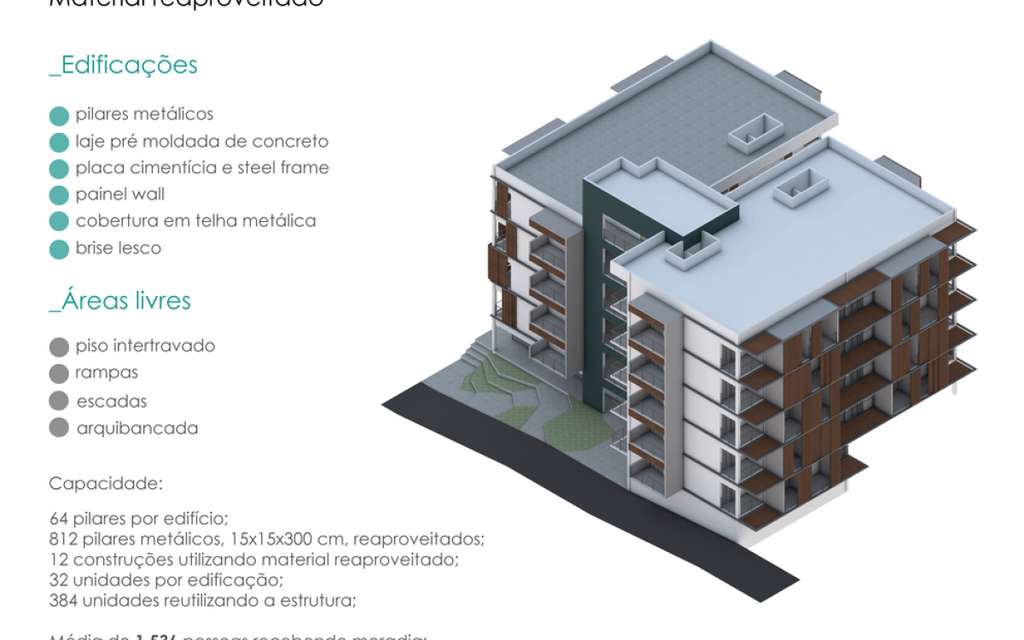 Material reaproveitado
_Edificações
pilares metálicos
laje pré moldada de concreto
placa cimentícia e steel frame
painel wall
cobertura em telha metálica
brise lesco
_Áreas livres
piso intertravado
rampas
escadas
arquibancada
Capacidade:
64 pilares por edifício;
812 pilares metálicos, 15x15x300 cm, reaproveitados;
12 construções utilizando material reaproveitado;
32 unidades por edificação;
384 unidades reutilizando a estrutura;
Média de 1.536 pessoas recebendo moradia;